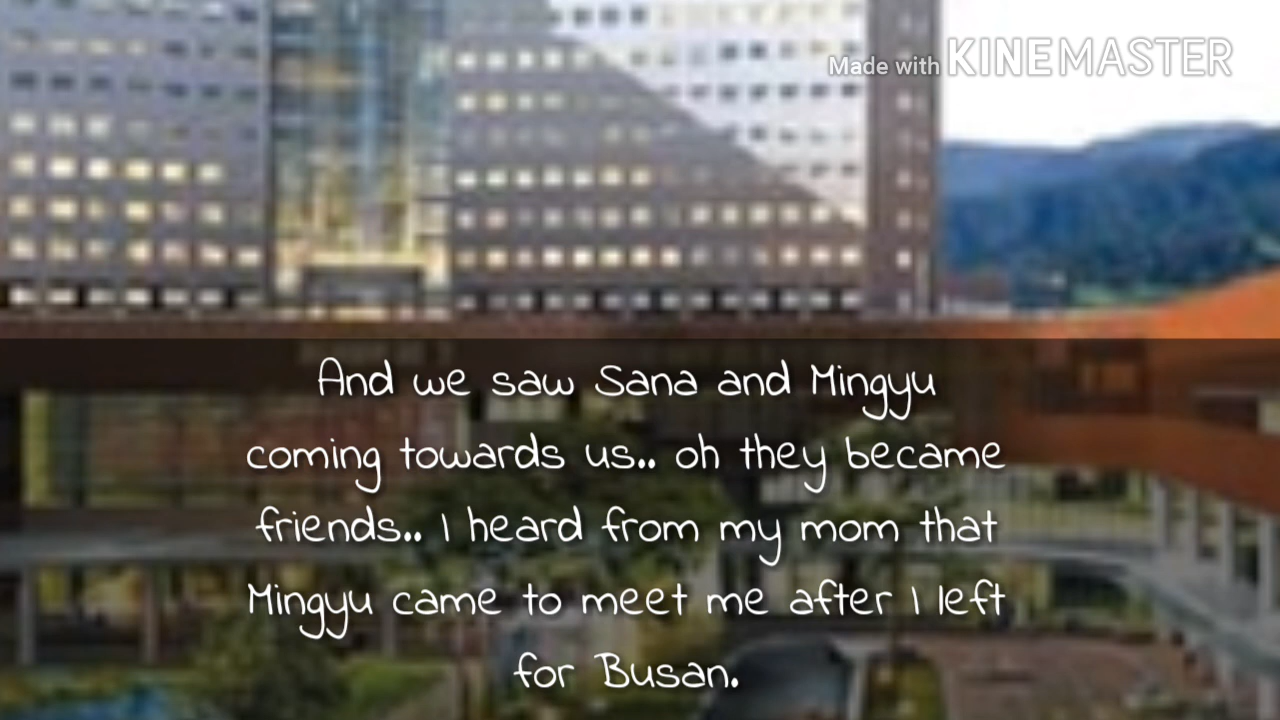 Made with KINEMASTER
And we saw Sana and Mingyu
coming towards us.. oh they became
friends.. I heard from my mom that
Mingyu came to meet me after I left
for Busan.